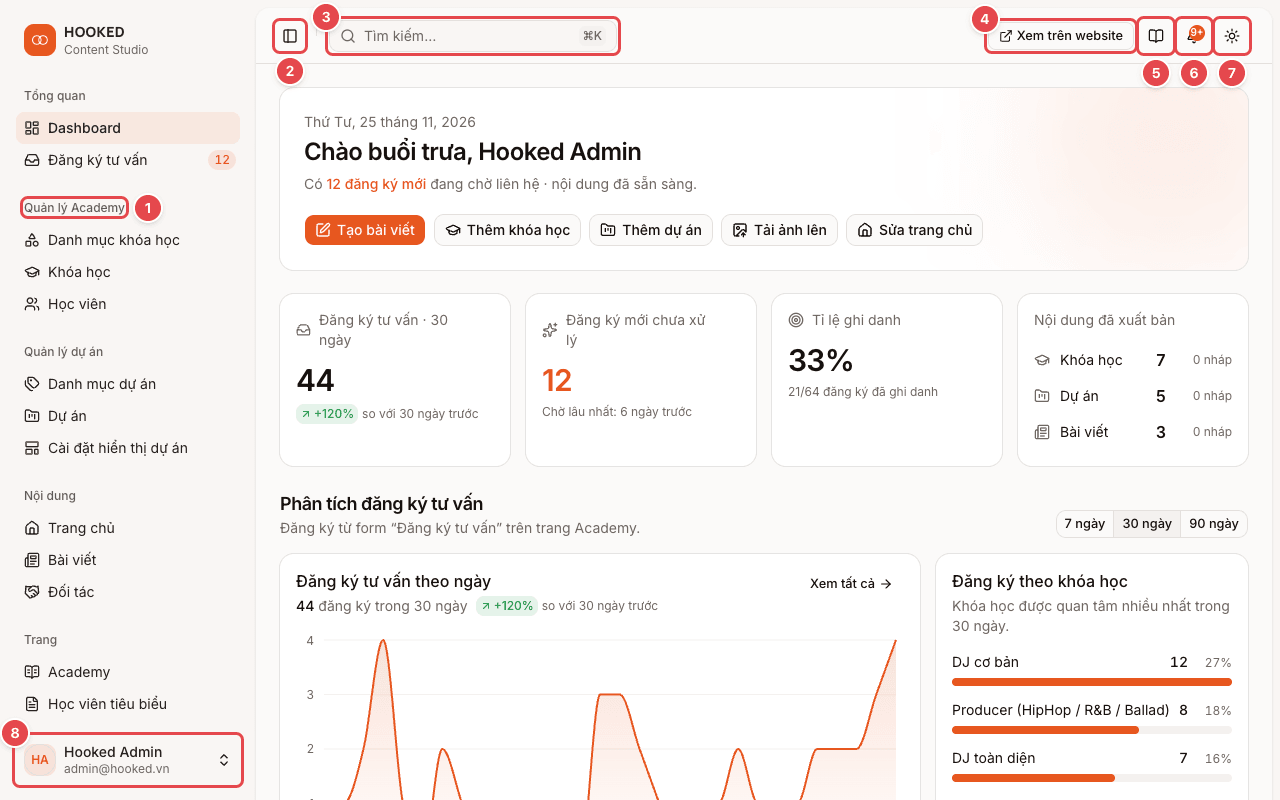 HOOKED
Content Studio
Tổng quan
Dashboard
Đăng ký tư vấn 12
Quản lý Academy 1
Danh mục khóa học
Khóa học
Học viên
Quản lý dự án
Danh mục dự án
Dự án
Cài đặt hiển thị dự án
Nội dung
Trang chủ
Bài viết
Đối tác
Trang
Academy
Học viên tiêu biểu
8
HA
Hooked Admin
admin@hooked.vn
2
3
Tìm kiếm... ⌘K
4
Xem trên website
9+
5 6 7
Thứ Tư, 25 tháng 11, 2026
Chào buổi trưa, Hooked Admin
Có 12 đăng ký mới đang chờ liên hệ · nội dung đã sẵn sàng.
Tạo bài viết Thêm khóa học Thêm dự án Tải ảnh lên Sửa trang chủ
Đăng ký tư vấn · 30
ngày
44
+120% so với 30 ngày trước
Đăng ký mới chưa xử
lý
12
Chờ lâu nhất: 6 ngày trước
Tỉ lệ ghi danh
33%
21/64 đăng ký đã ghi danh
Nội dung đã xuất bản
Khóa học 7 0 nháp
Dự án 5 0 nháp
Bài viết 3 0 nháp
Phân tích đăng ký tư vấn
Đăng ký từ form “Đăng ký tư vấn” trên trang Academy.
7 ngày 30 ngày 90 ngày
Đăng ký tư vấn theo ngày
Xem tất cả →
44 đăng ký trong 30 ngày +120% so với 30 ngày trước
4
3
2
Đăng ký theo khóa học
Khóa học được quan tâm nhiều nhất trong
30 ngày.
DJ cơ bản 12 27%
Producer (HipHop / R&B / Ballad) 8 18%
DJ toàn diện 7 16%